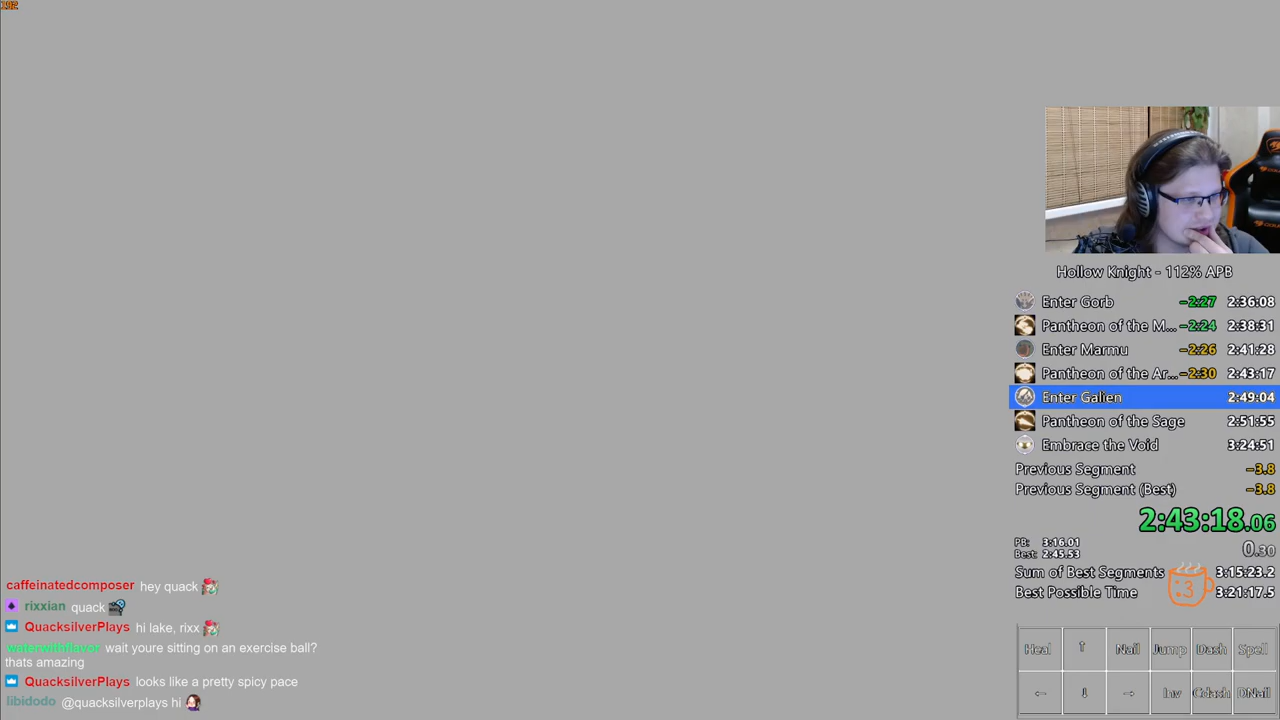 Hollow Knight - 112% APB
Enter Gorb -2:27 2:36:08
Pantheon of the M... -2:24 2:38:31
Enter Marmu -2:26 2:41:28
Pantheon of the Ar... -2:30 2:43:17
Enter Galien 2:49:04
Pantheon of the Sage 2:51:55
Embrace the Void 3:24:51
Previous Segment -3.8
Previous Segment (Best) -3.8
2:43:18.06
PB: 3:16.01
Best: 2:45.53
0.30
Sum of Best Segments 3:15:23.2
Best Possible Time 3:21:17.5
:3
Heal ↑ Nail Jump Dash Spell
← ↓ → Inv Cdash DNail
caffeinatedcomposer hey quack
rixxian quack
QuacksilverPlays hi lake, rixx
waterwithflavor wait youre sitting on an exercise ball?
thats amazing
QuacksilverPlays looks like a pretty spicy pace
libidodo @quacksilverplays hi